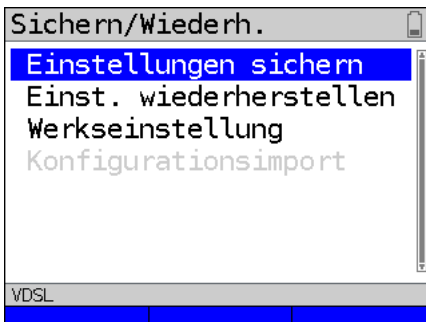 Sichern/Wiederh.
Einstellungen sichern
Einst. wiederherstellen
Werkseinstellung
Konfigurationsimport
VDSL